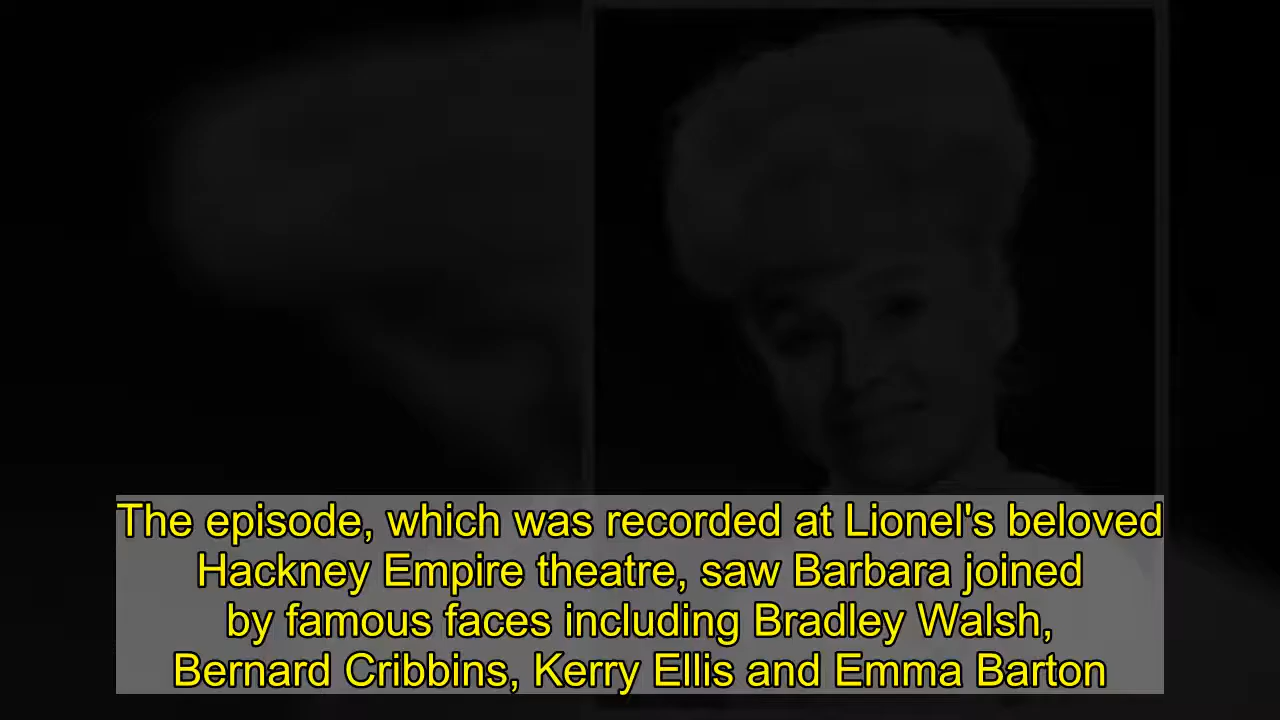 The episode, which was recorded at Lionel's beloved
Hackney Empire theatre, saw Barbara joined
by famous faces including Bradley Walsh,
Bernard Cribbins, Kerry Ellis and Emma Barton